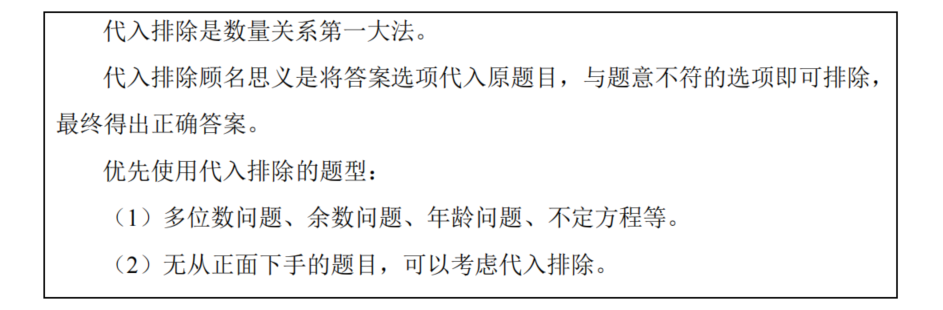 代入排除是数量关系第一大法。
代入排除顾名思义是将答案选项代入原题目，与题意不符的选项即可排除，
最终得出正确答案。
优先使用代入排除的题型：
（1）多位数问题、余数问题、年龄问题、不定方程等。
（2）无从正面下手的题目，可以考虑代入排除。